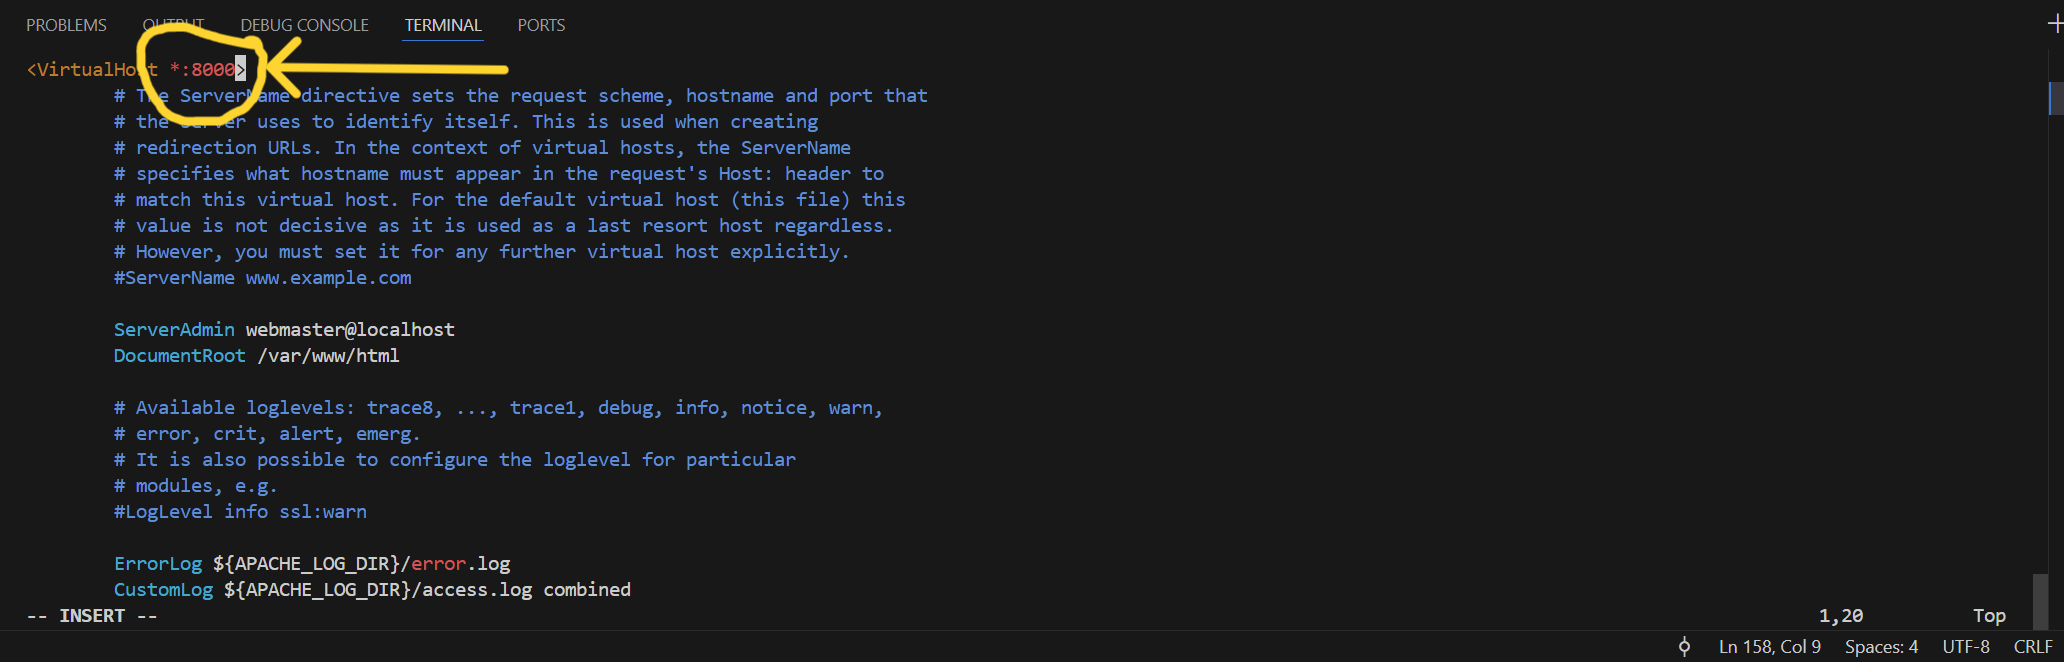 PROBLEMS OUTPUT DEBUG CONSOLE TERMINAL PORTS
<VirtualHost *:8000>
# The ServerName directive sets the request scheme, hostname and port that
# the server uses to identify itself. This is used when creating
# redirection URLs. In the context of virtual hosts, the ServerName
# specifies what hostname must appear in the request's Host: header to
# match this virtual host. For the default virtual host (this file) this
# value is not decisive as it is used as a last resort host regardless.
# However, you must set it for any further virtual host explicitly.
#ServerName www.example.com
ServerAdmin webmaster@localhost
DocumentRoot /var/www/html
# Available loglevels: trace8, ..., trace1, debug, info, notice, warn,
# error, crit, alert, emerg.
# It is also possible to configure the loglevel for particular
# modules, e.g.
#LogLevel info ssl:warn
ErrorLog ${APACHE_LOG_DIR}/error.log
CustomLog ${APACHE_LOG_DIR}/access.log combined
-- INSERT -- 1,20 Top
Ln 158, Col 9 Spaces: 4 UTF-8 CRLF